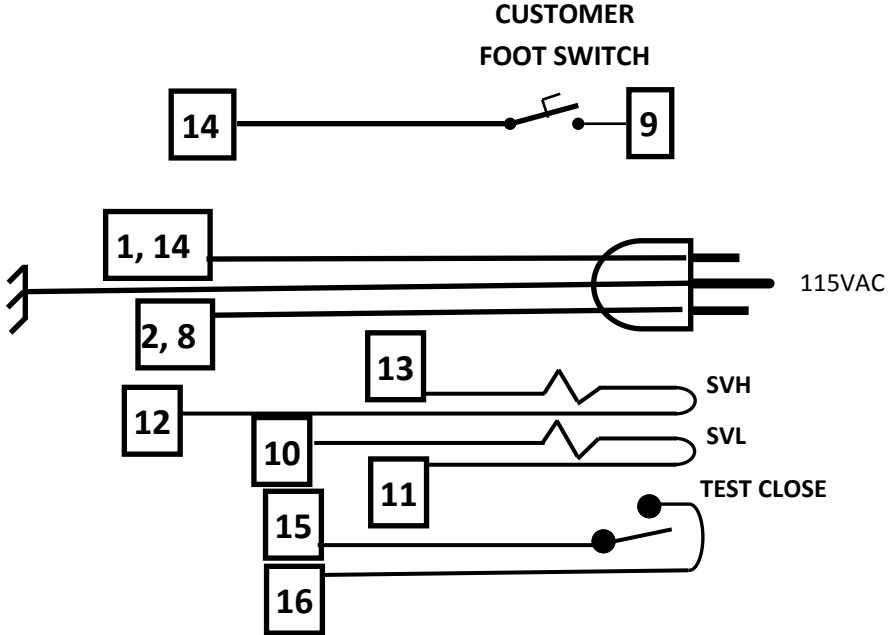 CUSTOMER
FOOT SWITCH
14
9
1, 14
115VAC
2, 8
13
SVH
12
SVL
10
11
TEST CLOSE
15
16